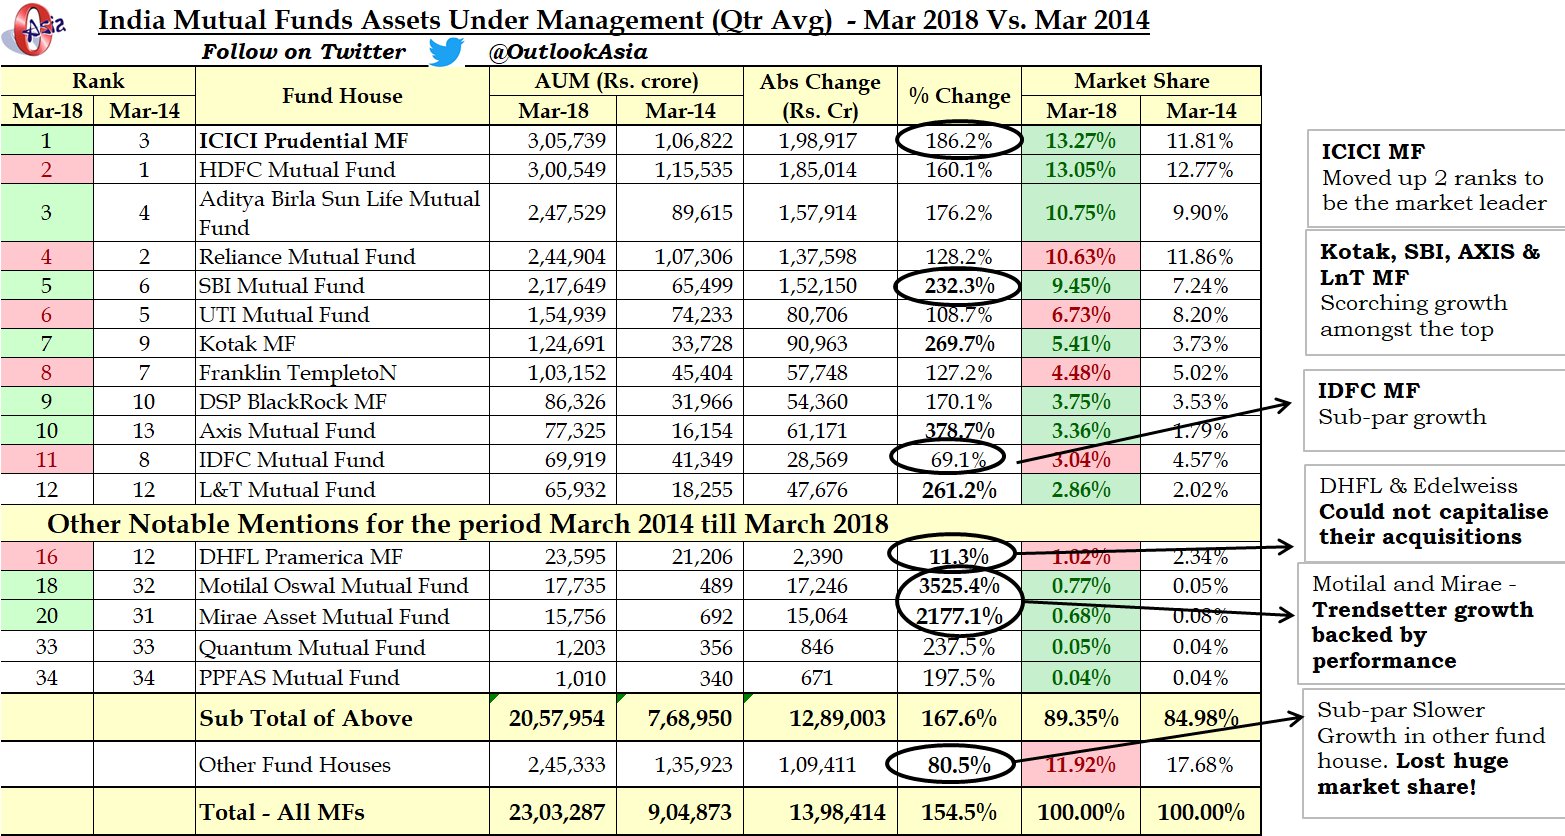 Asia
India Mutual Funds Assets Under Management (Qtr Avg) - Mar 2018 Vs. Mar 2014
Follow on Twitter @OutlookAsia
Rank Fund House AUM (Rs. crore) Abs Change (Rs. Cr) % Change Market Share
Mar-18 Mar-14 Mar-18 Mar-14 Mar-18 Mar-14
1 3 ICICI Prudential MF 3,05,739 1,06,822 1,98,917 186.2% 13.27% 11.81%
2 1 HDFC Mutual Fund 3,00,549 1,15,535 1,85,014 160.1% 13.05% 12.77%
3 4 Aditya Birla Sun Life Mutual Fund 2,47,529 89,615 1,57,914 176.2% 10.75% 9.90%
4 2 Reliance Mutual Fund 2,44,904 1,07,306 1,37,598 128.2% 10.63% 11.86%
5 6 SBI Mutual Fund 2,17,649 65,499 1,52,150 232.3% 9.45% 7.24%
6 5 UTI Mutual Fund 1,54,939 74,233 80,706 108.7% 6.73% 8.20%
7 9 Kotak MF 1,24,691 33,728 90,963 269.7% 5.41% 3.73%
8 7 Franklin TempletoN 1,03,152 45,404 57,748 127.2% 4.48% 5.02%
9 10 DSP BlackRock MF 86,326 31,966 54,360 170.1% 3.75% 3.53%
10 13 Axis Mutual Fund 77,325 16,154 61,171 378.7% 3.36% 1.79%
11 8 IDFC Mutual Fund 69,919 41,349 28,569 69.1% 3.04% 4.57%
12 12 L&T Mutual Fund 65,932 18,255 47,676 261.2% 2.86% 2.02%
Other Notable Mentions for the period March 2014 till March 2018
16 12 DHFL Pramerica MF 23,595 21,206 2,390 11.3% 1.02% 2.34%
18 32 Motilal Oswal Mutual Fund 17,735 489 17,246 3525.4% 0.77% 0.05%
20 31 Mirae Asset Mutual Fund 15,756 692 15,064 2177.1% 0.68% 0.08%
33 33 Quantum Mutual Fund 1,203 356 846 237.5% 0.05% 0.04%
34 34 PPFAS Mutual Fund 1,010 340 671 197.5% 0.04% 0.04%
Sub Total of Above 20,57,954 7,68,950 12,89,003 167.6% 89.35% 84.98%
Other Fund Houses 2,45,333 1,35,923 1,09,411 80.5% 11.92% 17.68%
Total - All MFs 23,03,287 9,04,873 13,98,414 154.5% 100.00% 100.00%
ICICI MF
Moved up 2 ranks to
be the market leader
Kotak, SBI, AXIS &
LnT MF
Scorching growth
amongst the top
IDFC MF
Sub-par growth
DHFL & Edelweiss
Could not capitalise
their acquisitions
Motilal and Mirae -
Trendsetter growth
backed by
performance
Sub-par Slower
Growth in other fund
house. Lost huge
market share!